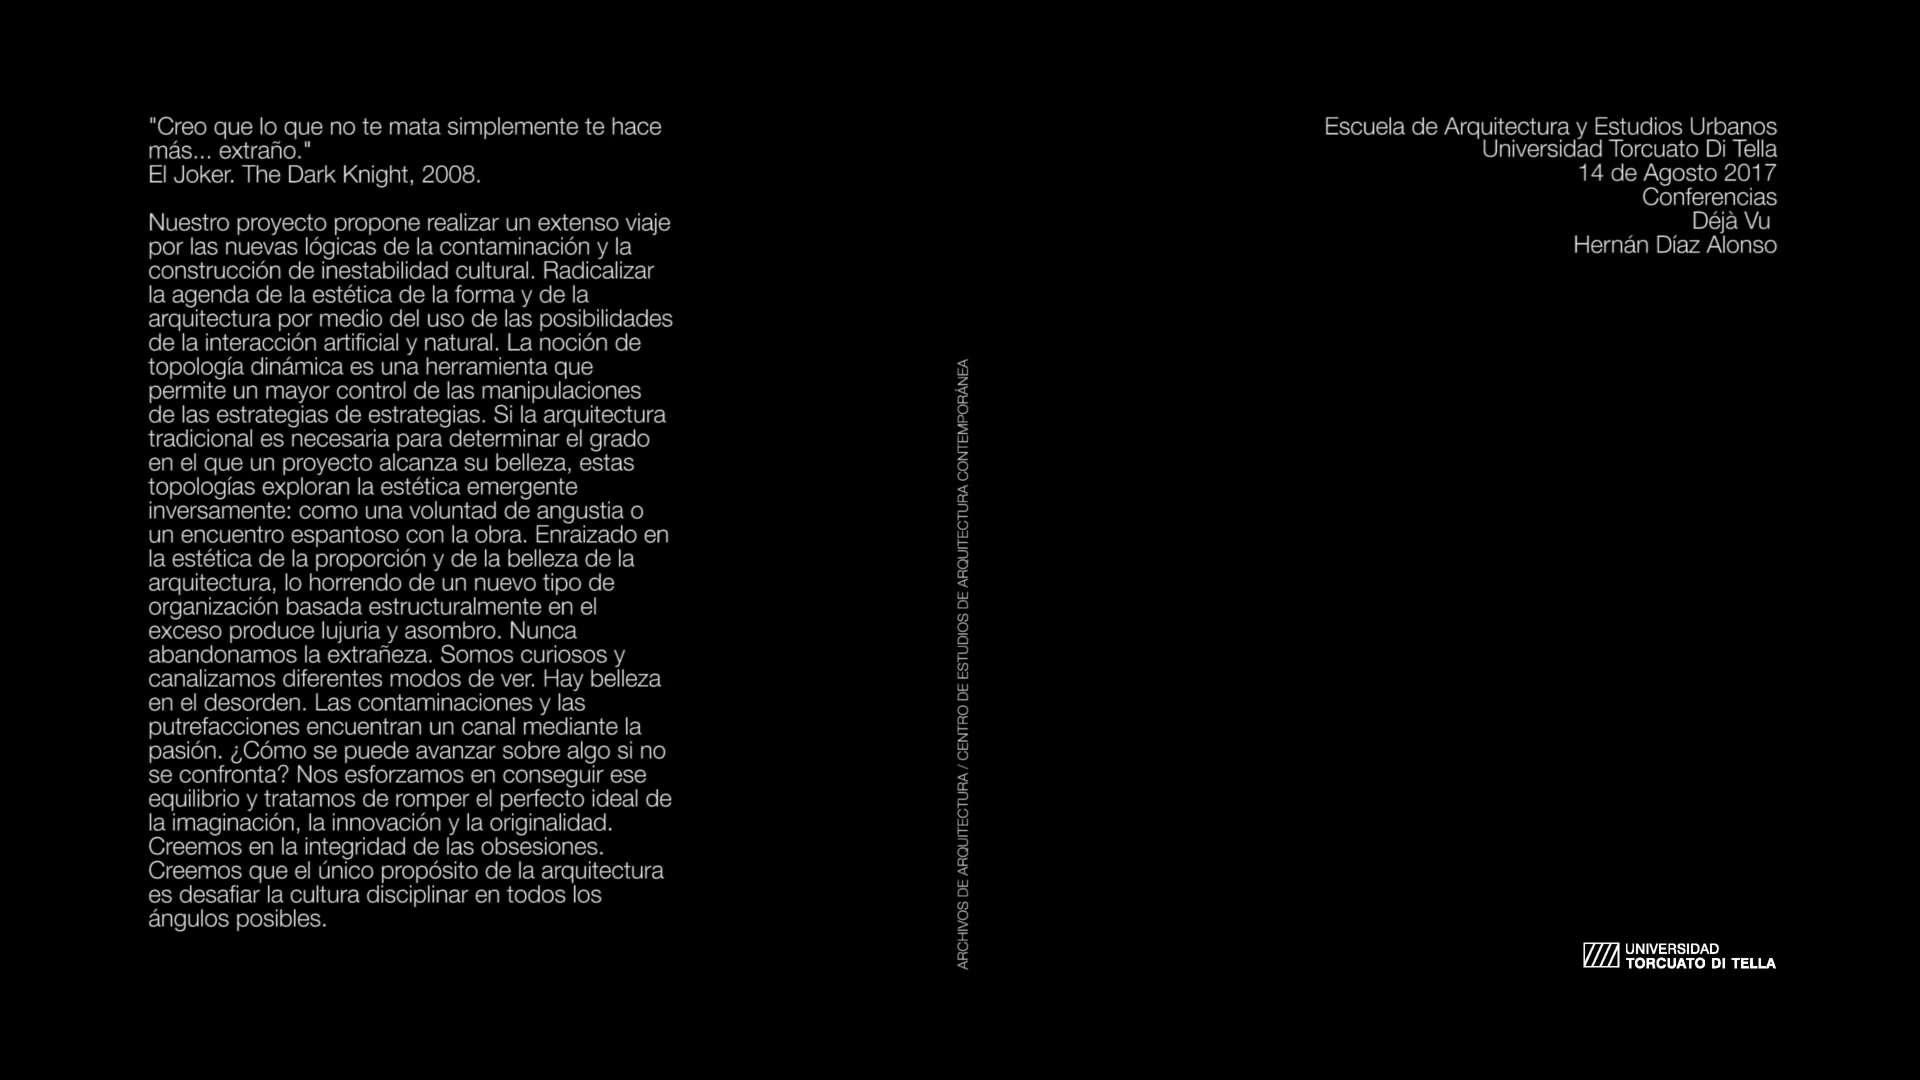 "Creo que lo que no te mata simplemente te hace
más... extraño."
El Joker. The Dark Knight, 2008.
Nuestro proyecto propone realizar un extenso viaje
por las nuevas lógicas de la contaminación y la
construcción de inestabilidad cultural. Radicalizar
la agenda de la estética de la forma y de la
arquitectura por medio del uso de las posibilidades
de la interacción artificial y natural. La noción de
topología dinámica es una herramienta que
permite un mayor control de las manipulaciones
de las estrategias de estrategias. Si la arquitectura
tradicional es necesaria para determinar el grado
en el que un proyecto alcanza su belleza, estas
topologías exploran la estética emergente
inversamente: como una voluntad de angustia o
un encuentro espantoso con la obra. Enraizado en
la estética de la proporción y de la belleza de la
arquitectura, lo horrendo de un nuevo tipo de
organización basada estructuralmente en el
exceso produce lujuria y asombro. Nunca
abandonamos la extrañeza. Somos curiosos y
canalizamos diferentes modos de ver. Hay belleza
en el desorden. Las contaminaciones y las
putrefacciones encuentran un canal mediante la
pasión. ¿Cómo se puede avanzar sobre algo si no
se confronta? Nos esforzamos en conseguir ese
equilibrio y tratamos de romper el perfecto ideal de
la imaginación, la innovación y la originalidad.
Creemos en la integridad de las obsesiones.
Creemos que el único propósito de la arquitectura
es desafiar la cultura disciplinar en todos los
ángulos posibles.
ARCHIVOS DE ARQUITECTURA / CENTRO DE ESTUDIOS DE ARQUITECTURA CONTEMPORÁNEA
Escuela de Arquitectura y Estudios Urbanos
Universidad Torcuato Di Tella
14 de Agosto 2017
Conferencias
Déjà Vu
Hernán Díaz Alonso
UNIVERSIDAD
TORCUATO DI TELLA